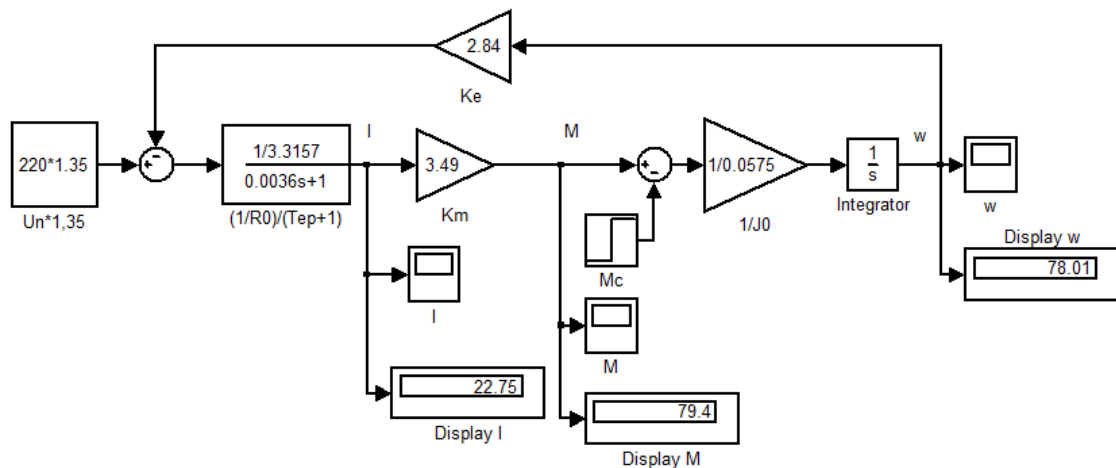 2.84
Ke
I
M
w
220*1.35
Un*1,35
1/3.3157
0.0036s+1
(1/R0)/(Tep+1)
3.49
Km
1/0.0575
1/J0
1
s
Integrator
w
Mc
I
M
Display w
78.01
22.75
Display I
79.4
Display M